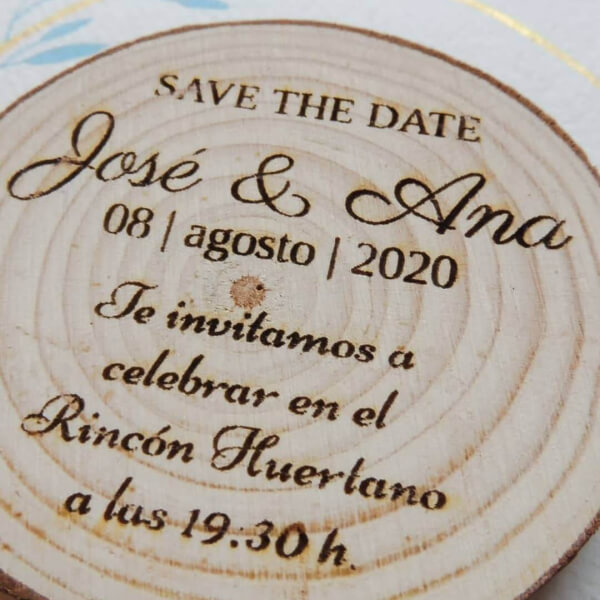 SAVE THE DATE
José & Ana
08 | agosto | 2020
Te invitamos a
celebrar en el
Rincón Huertano
a las 19:30 h.